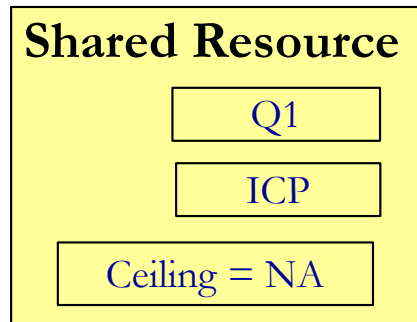 Shared Resource
Q1
ICP
Ceiling = NA